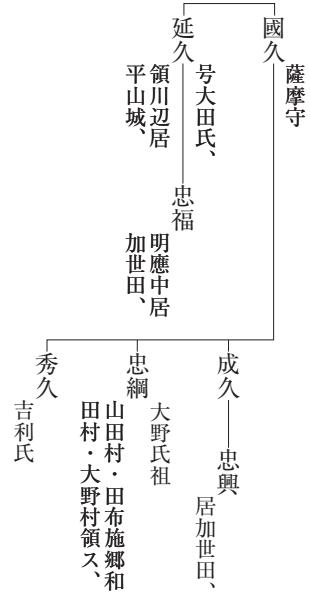 國久
薩摩守
延久
号大田氏、
領川辺居
平山城、
忠福
明應中居
加世田、
成久
忠興
居加世田、
忠綱
大野氏祖
山田村・田布施郷和
田村・大野村領ス、
秀久
吉利氏